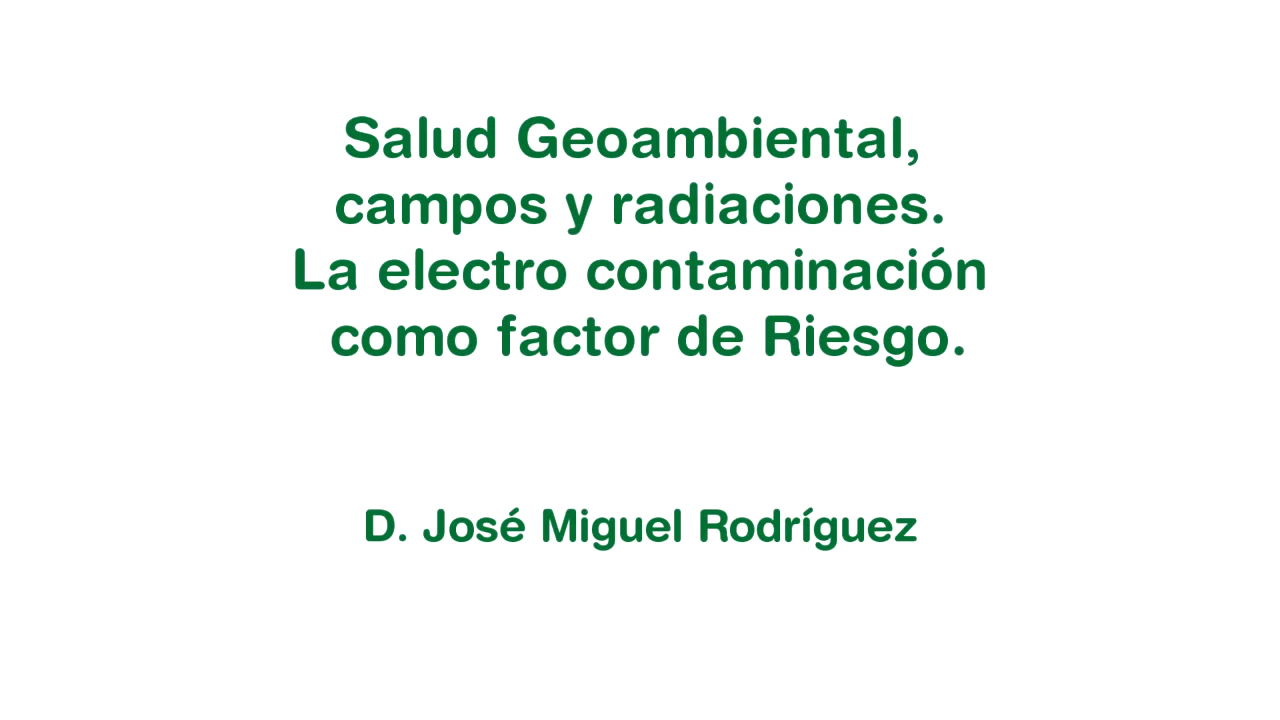 Salud Geoambiental,
campos y radiaciones.
La electro contaminación
como factor de Riesgo.
D. José Miguel Rodríguez